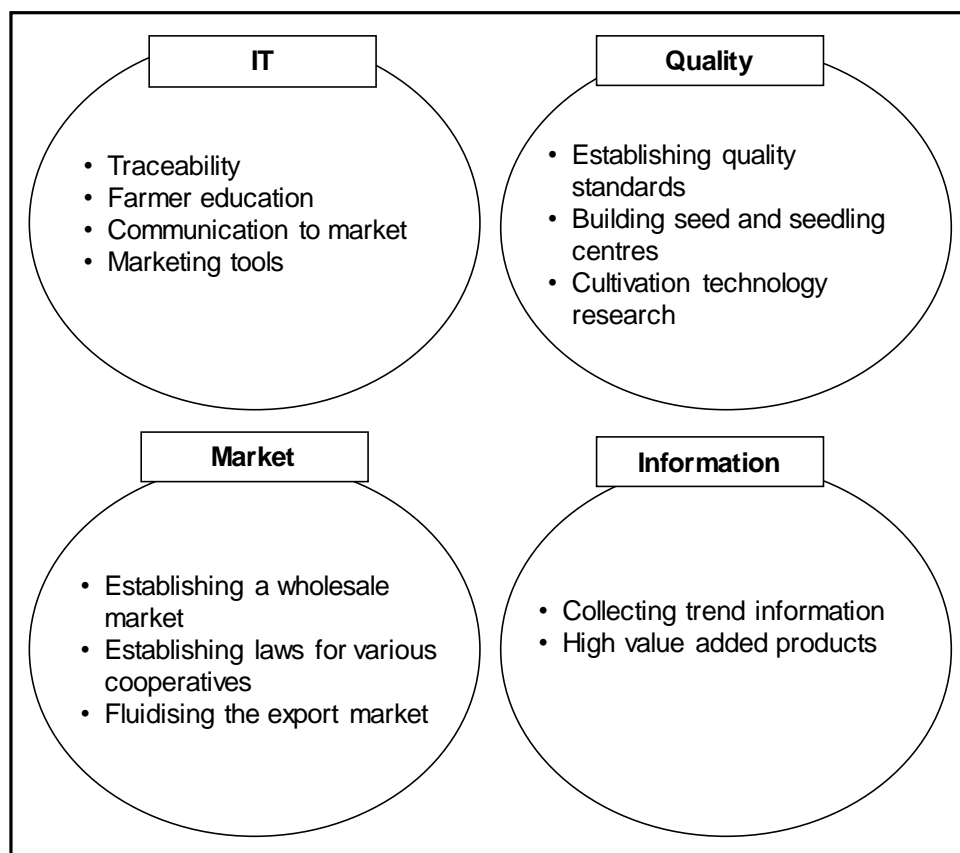 IT
• Traceability
• Farmer education
• Communication to market
• Marketing tools
Quality
• Establishing quality
standards
• Building seed and seedling
centres
• Cultivation technology
research
Market
• Establishing a wholesale
market
• Establishing laws for various
cooperatives
• Fluidising the export market
Information
• Collecting trend information
• High value added products